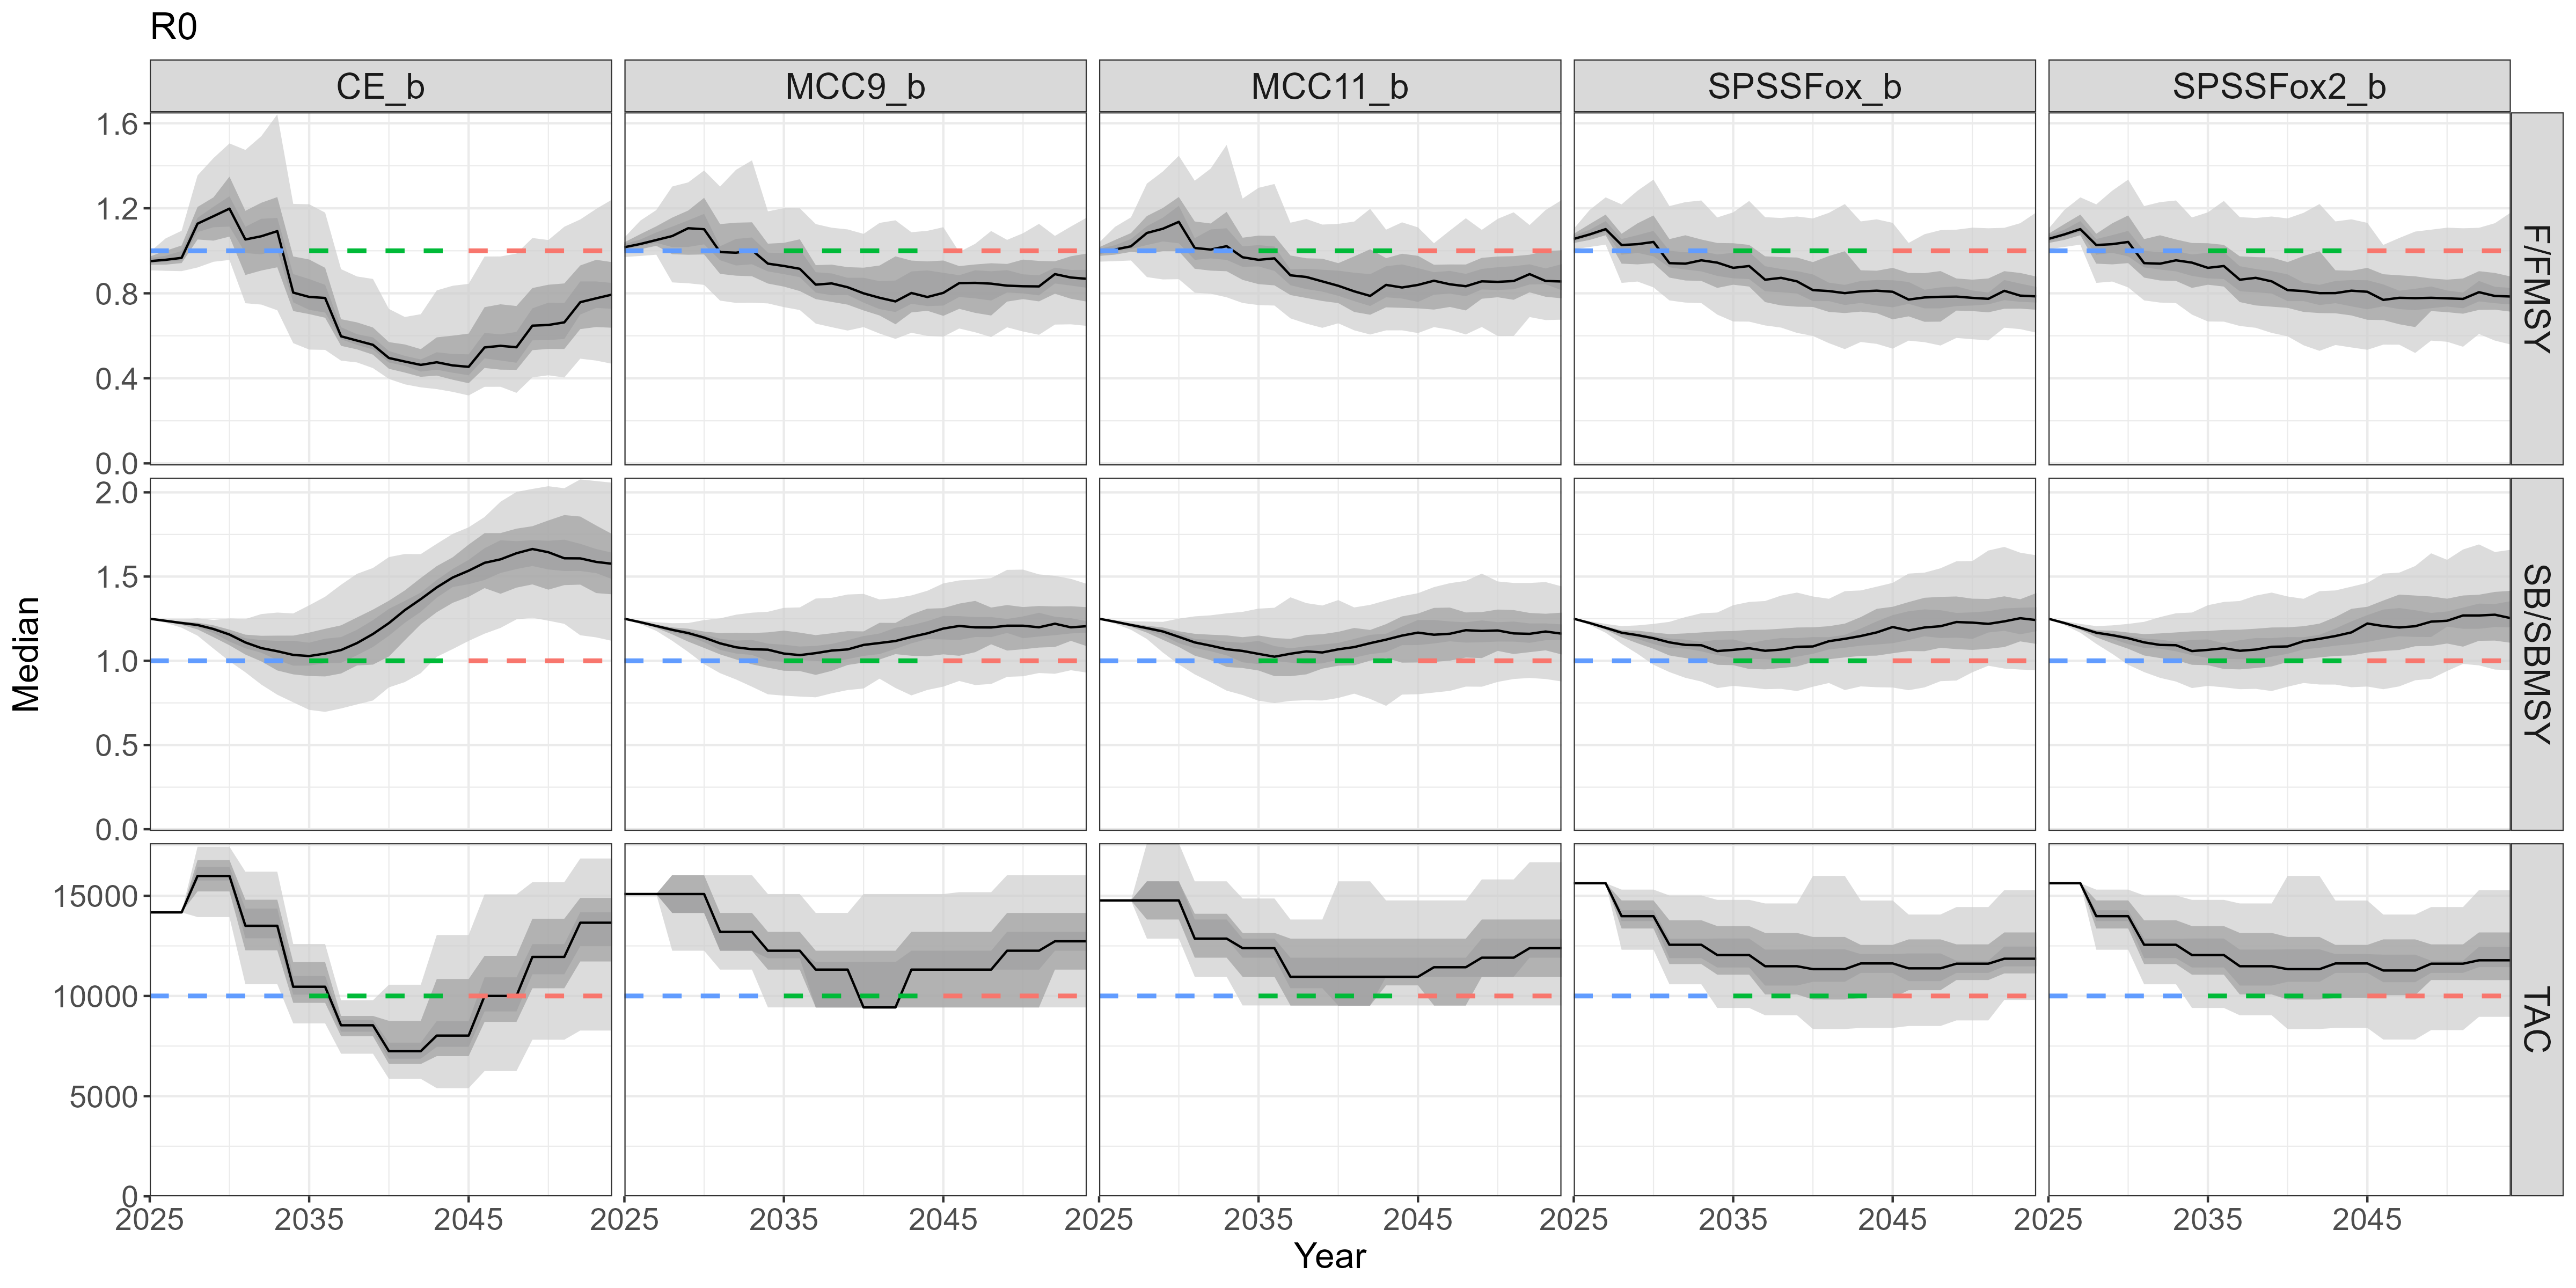 R0
CE_b MCC9_b MCC11_b SPSSFox_b SPSSFox2_b
1.6
1.2
0.8
0.4
0.0
F/FMSY
2.0
1.5
1.0
0.5
0.0
SB/SBMSY
15000
10000
5000
0
TAC
Median
2025 2035 2045 2025 2035 2045 2025 2035 2045 2025 2035 2045 2025 2035 2045
Year